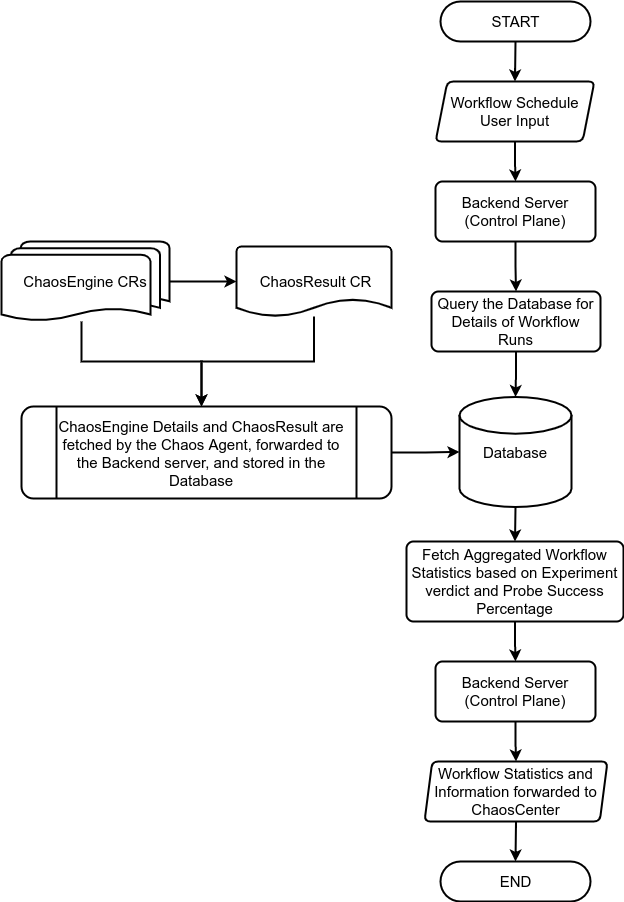 START
Workflow Schedule
User Input
Backend Server
(Control Plane)
ChaosEngine CRs
ChaosResult CR
Query the Database for
Details of Workflow
Runs
ChaosEngine Details and ChaosResult are
fetched by the Chaos Agent, forwarded to
the Backend server, and stored in the
Database
Database
Fetch Aggregated Workflow
Statistics based on Experiment
verdict and Probe Success
Percentage
Backend Server
(Control Plane)
Workflow Statistics and
Information forwarded to
ChaosCenter
END